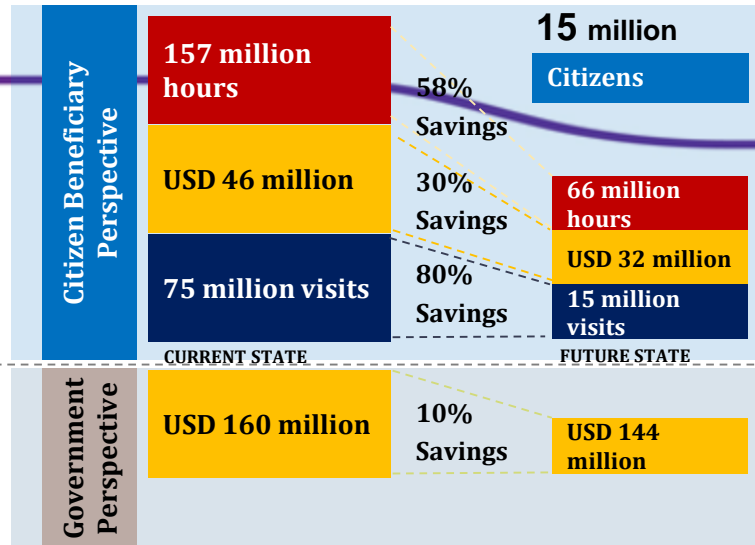 15 million
Citizens
Citizen Beneficiary
Perspective
157 million
hours
58%
Savings
66 million
hours
USD 46 million
30%
Savings
USD 32 million
75 million visits
80%
Savings
15 million
visits
CURRENT STATE
FUTURE STATE
Government
Perspective
USD 160 million
10%
Savings
USD 144
million